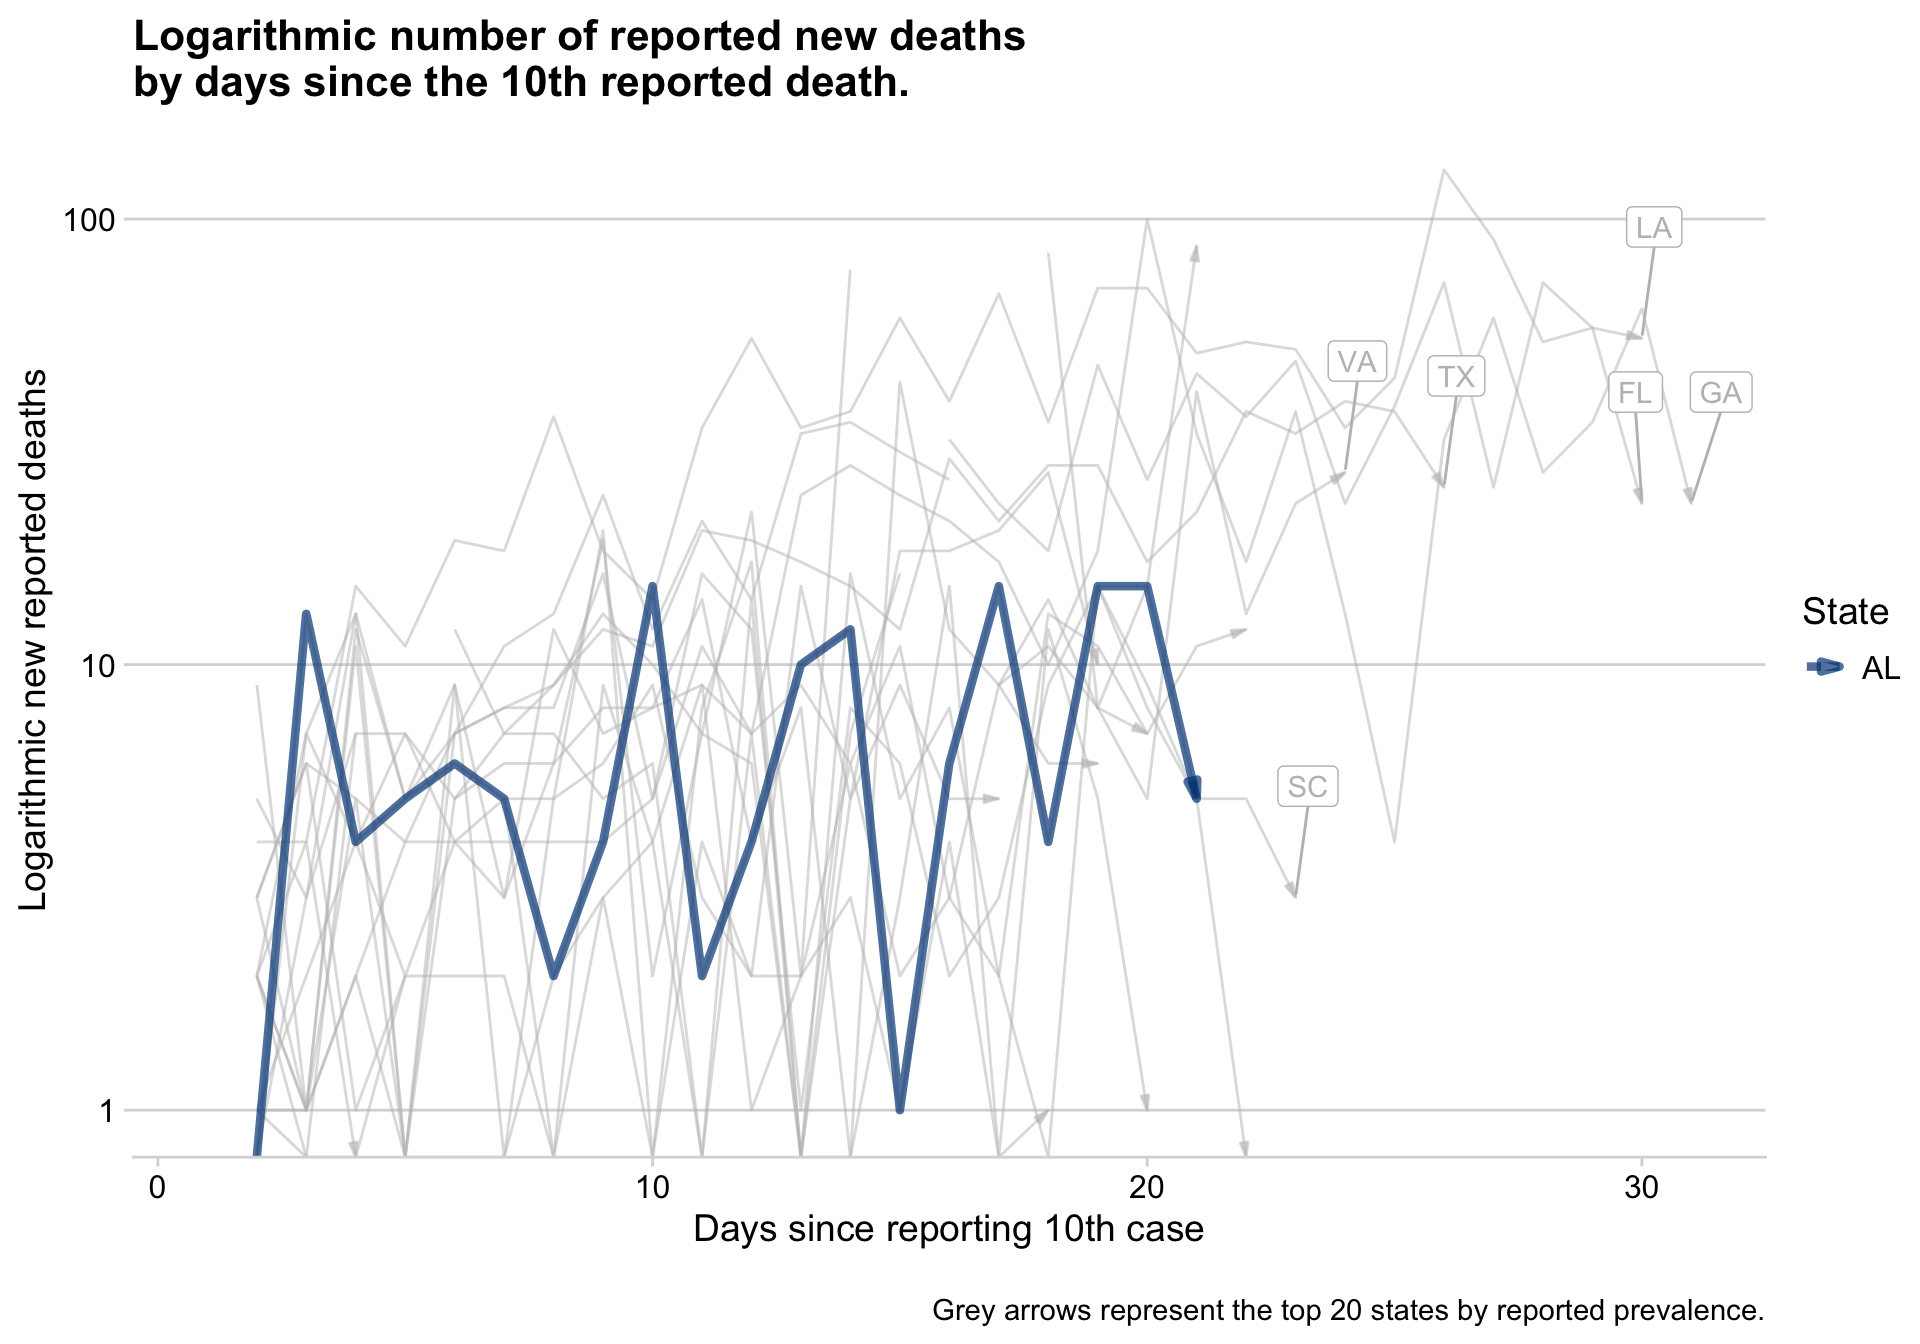 Logarithmic number of reported new deaths
by days since the 10th reported death.
Logarithmic new reported deaths
100
10
1
LA
VA
TX
FL
GA
SC
State
AL
0
10
20
30
Days since reporting 10th case
Grey arrows represent the top 20 states by reported prevalence.